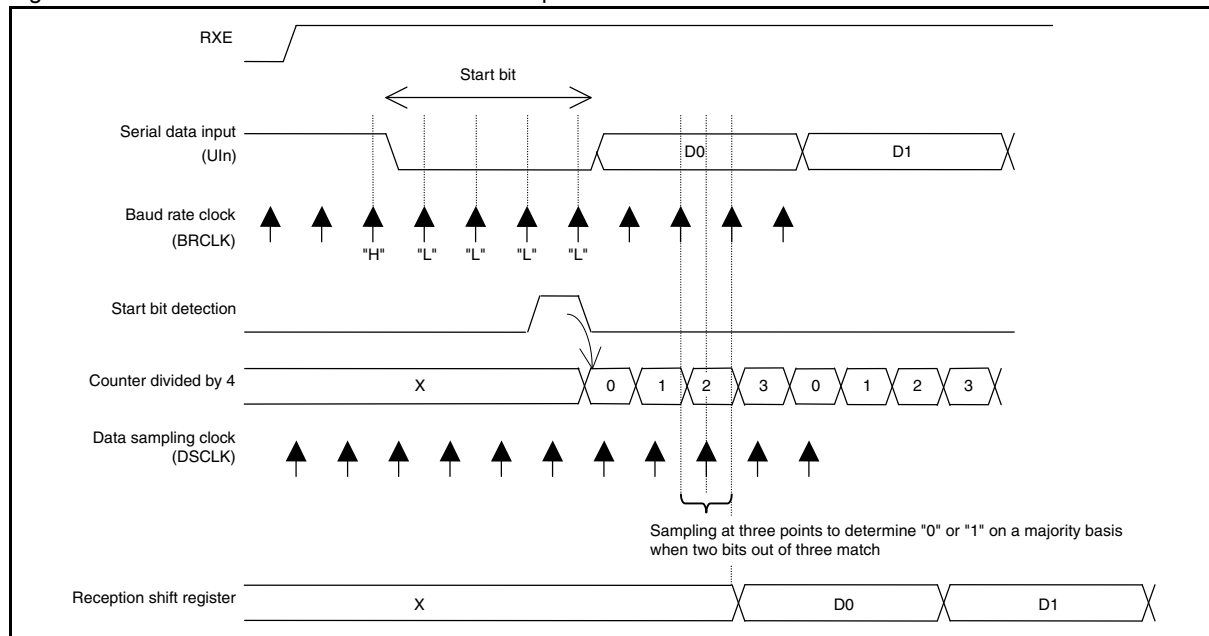 RXE
Start bit
Serial data input
(UIn)
D0
D1
Baud rate clock
(BRCLK)
"H" "L" "L" "L" "L"
Start bit detection
Counter divided by 4
X 0 1 2 3 0 1 2 3
Data sampling clock
(DSCLK)
Sampling at three points to determine "0" or "1" on a majority basis
when two bits out of three match
Reception shift register
X D0 D1